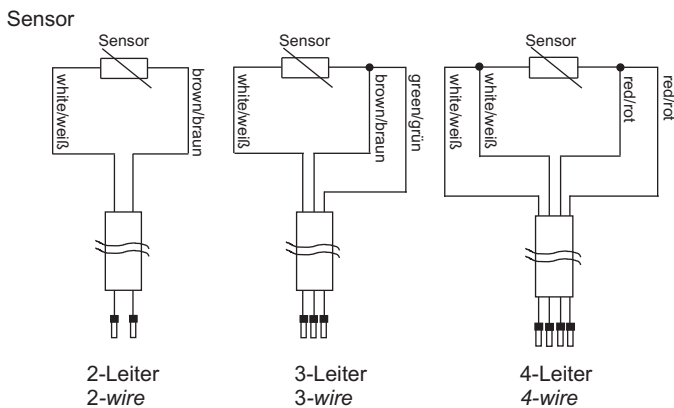 Sensor
Sensor
white/weiß
brown/braun
2-Leiter
2-wire
Sensor
white/weiß
brown/braun
green/grün
3-Leiter
3-wire
Sensor
white/weiß
white/weiß
red/rot
red/rot
4-Leiter
4-wire